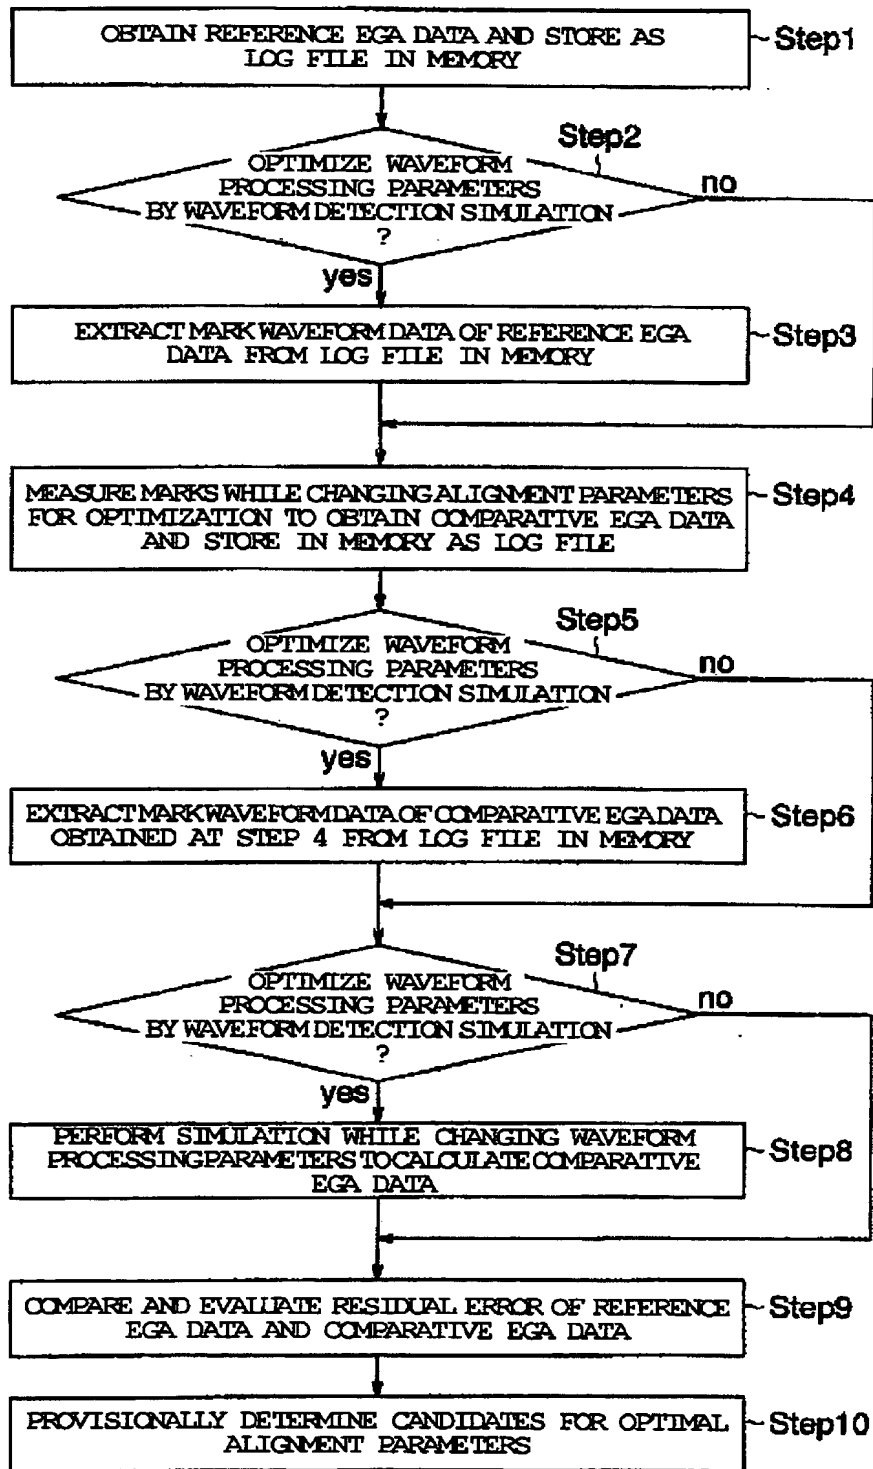 OBTAIN REFERENCE EGA DATA AND STORE AS
LOG FILE IN MEMORY
Step1
Step2
OPTIMIZE WAVEFORM
PROCESSING PARAMETERS
BY WAVEFORM DETECTION SIMULATION
?
no
yes
EXTRACT MARK WAVEFORM DATA OF REFERENCE EGA
DATA FROM LOG FILE IN MEMORY
Step3
MEASURE MARKS WHILE CHANGING ALIGNMENT PARAMETERS
FOR OPTIMIZATION TO OBTAIN COMPARATIVE EGA DATA
AND STORE IN MEMORY AS LOG FILE
Step4
Step5
OPTIMIZE WAVEFORM
PROCESSING PARAMETERS
BY WAVEFORM DETECTION SIMULATION
?
no
yes
EXTRACT MARK WAVEFORM DATA OF COMPARATIVE EGA DATA
OBTAINED AT STEP 4 FROM LOG FILE IN MEMORY
Step6
Step7
OPTIMIZE WAVEFORM
PROCESSING PARAMETERS
BY WAVEFORM DETECTION SIMULATION
?
no
yes
PERFORM SIMULATION WHILE CHANGING WAVEFORM
PROCESSING PARAMETERS TO CALCULATE COMPARATIVE
EGA DATA
Step8
COMPARE AND EVALUATE RESIDUAL ERROR OF REFERENCE
EGA DATA AND COMPARATIVE EGA DATA
Step9
PROVISIONALLY DETERMINE CANDIDATES FOR OPTIMAL
ALIGNMENT PARAMETERS
Step10